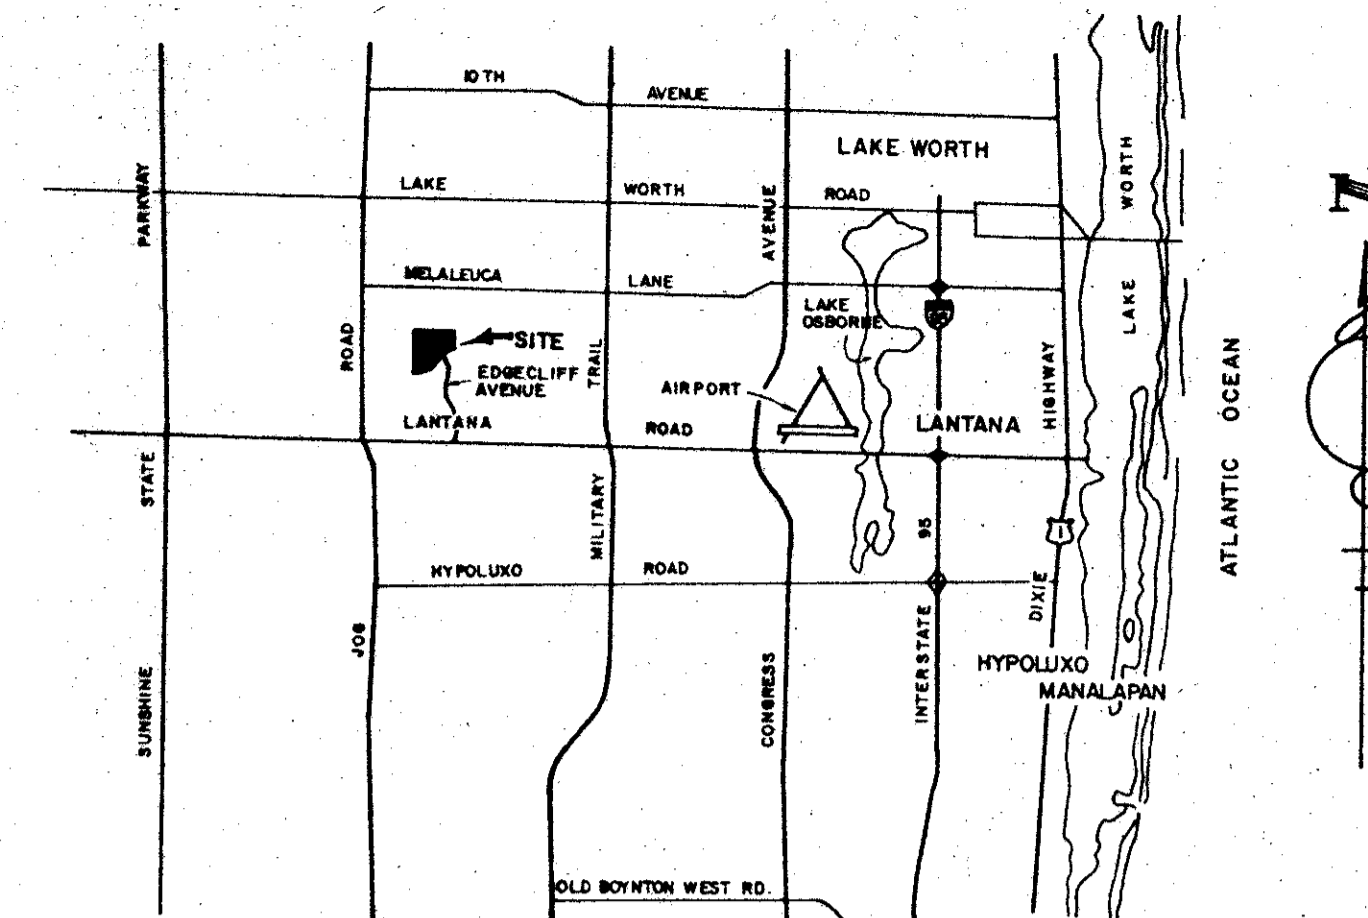 10TH AVENUE
LAKE WORTH
LAKE WORTH ROAD
MELALEUCA LANE
LAKE
OSBORNE
95
SITE
EDGECLIFF
AVENUE
AIRPORT
LANTANA
LANTANA ROAD
HYPOLUXO ROAD
1
HYPOLUXO
MANALAPAN
OLD BOYNTON WEST RD.
SUNSHINE STATE PARKWAY
JOG ROAD
MILITARY TRAIL
CONGRESS AVENUE
INTERSTATE 95
DIXIE HIGHWAY
LAKE WORTH
ATLANTIC OCEAN